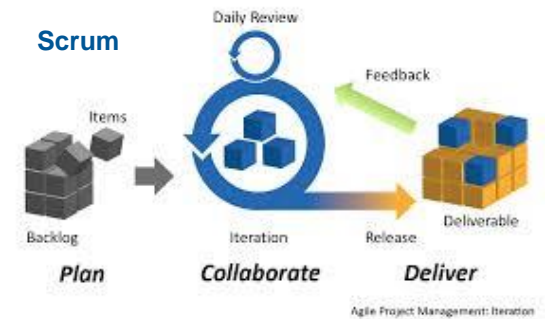 Daily Review
Scrum
Feedback
Items
Deliverable
Backlog
Iteration
Release
Plan
Collaborate
Deliver
Agile Project Management: Iteration